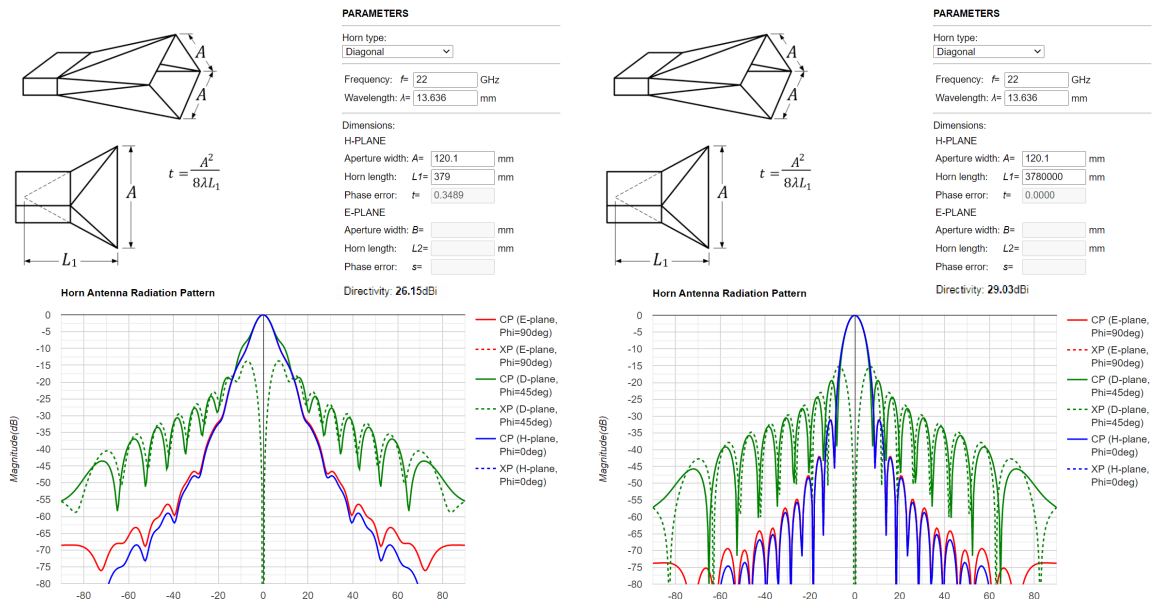 PARAMETERS
Horn type:
Diagonal
Frequency: f= 22 GHz
Wavelength: λ= 13.636 mm
Dimensions:
H-PLANE
Aperture width: A= 120.1 mm
Horn length: L1= 379 mm
Phase error: t= 0.3489
E-PLANE
Aperture width: B= mm
Horn length: L2= mm
Phase error: s=
Directivity: 26.15dBi
A
A
A
L₁
t = A² / 8λL₁
Horn Antenna Radiation Pattern
Magnitude(dB)
0
-5
-10
-15
-20
-25
-30
-35
-40
-45
-50
-55
-60
-65
-70
-75
-80
-80 -60 -40 -20 0 20 40 60 80
CP (E-plane,
Phi=90deg)
XP (E-plane,
Phi=90deg)
CP (D-plane,
Phi=45deg)
XP (D-plane,
Phi=45deg)
CP (H-plane,
Phi=0deg)
XP (H-plane,
Phi=0deg)
PARAMETERS
Horn type:
Diagonal
Frequency: f= 22 GHz
Wavelength: λ= 13.636 mm
Dimensions:
H-PLANE
Aperture width: A= 120.1 mm
Horn length: L1= 3780000 mm
Phase error: t= 0.0000
E-PLANE
Aperture width: B= mm
Horn length: L2= mm
Phase error: s=
Directivity: 29.03dBi
A
A
A
L₁
t = A² / 8λL₁
Horn Antenna Radiation Pattern
Magnitude(dB)
0
-5
-10
-15
-20
-25
-30
-35
-40
-45
-50
-55
-60
-65
-70
-75
-80
-80 -60 -40 -20 0 20 40 60 80
CP (E-plane,
Phi=90deg)
XP (E-plane,
Phi=90deg)
CP (D-plane,
Phi=45deg)
XP (D-plane,
Phi=45deg)
CP (H-plane,
Phi=0deg)
XP (H-plane,
Phi=0deg)